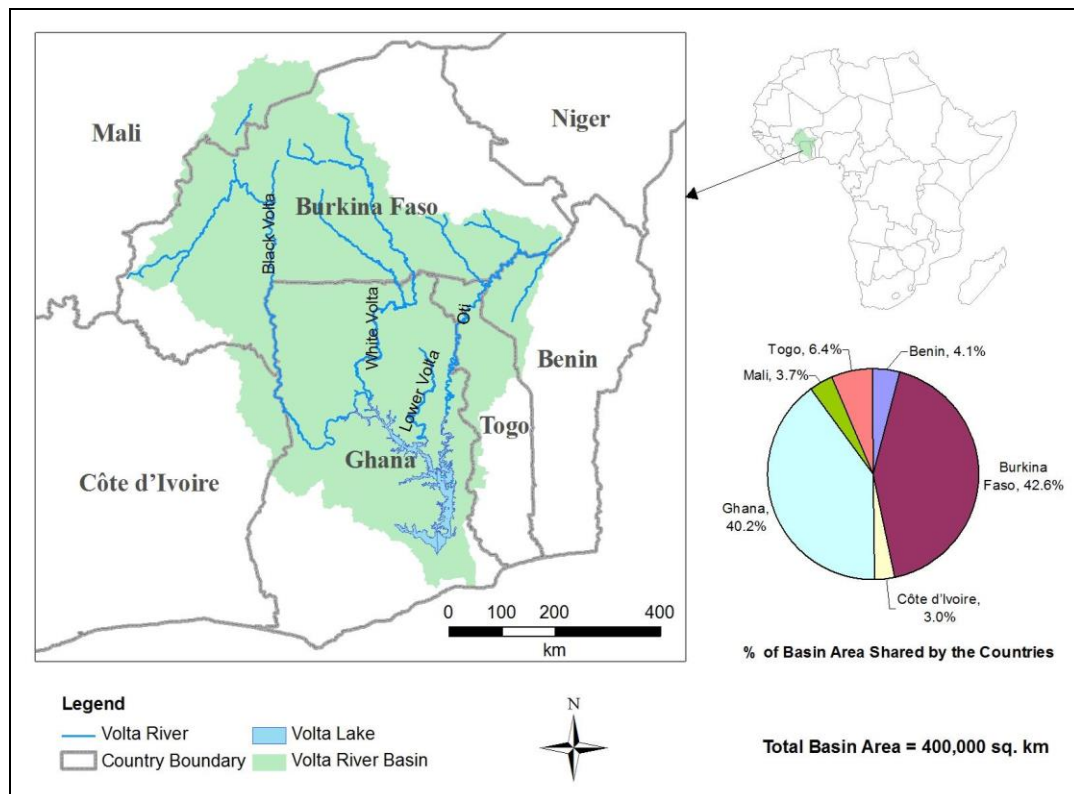 Mali
Niger
Burkina Faso
Black Volta
White Volta
Oti
Lower Volta
Benin
Togo
Ghana
Côte d’Ivoire
0 100 200 400
km
Togo, 6.4%
Benin, 4.1%
Mali, 3.7%
Burkina
Faso, 42.6%
Ghana,
40.2%
Côte d’Ivoire,
3.0%
% of Basin Area Shared by the Countries
Legend
Volta River
Volta Lake
Country Boundary
Volta River Basin
N
Total Basin Area = 400,000 sq. km